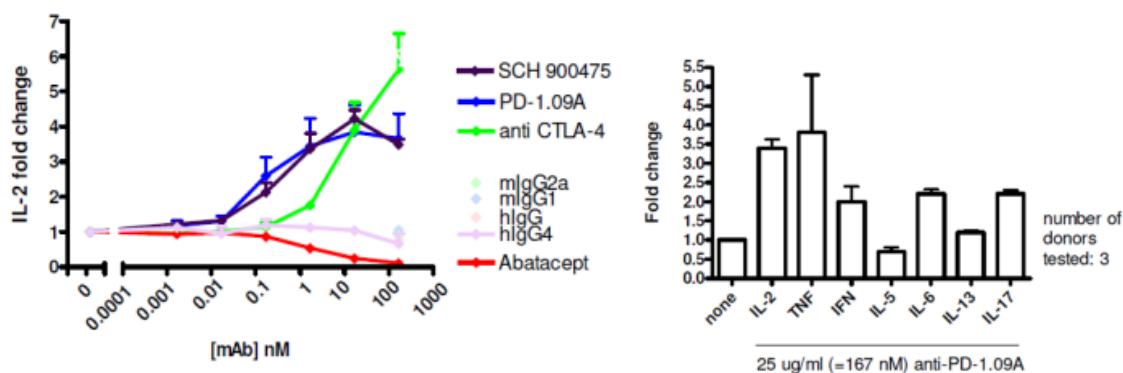 7
6
5
4
3
2
1
0
IL-2 fold change
0
0.0001
0.001
0.01
0.1
1
10
100
1000
[mAb] nM
SCH 900475
PD-1.09A
anti CTLA-4
mIgG2a
mIgG1
hIgG
hIgG4
Abatacept
5.5
5.0
4.5
4.0
3.5
3.0
2.5
2.0
1.5
1.0
0.5
0.0
Fold change
none
IL-2
TNF
IFN
IL-5
IL-6
IL-13
IL-17
25 ug/ml (=167 nM) anti-PD-1.09A
number of
donors
tested: 3